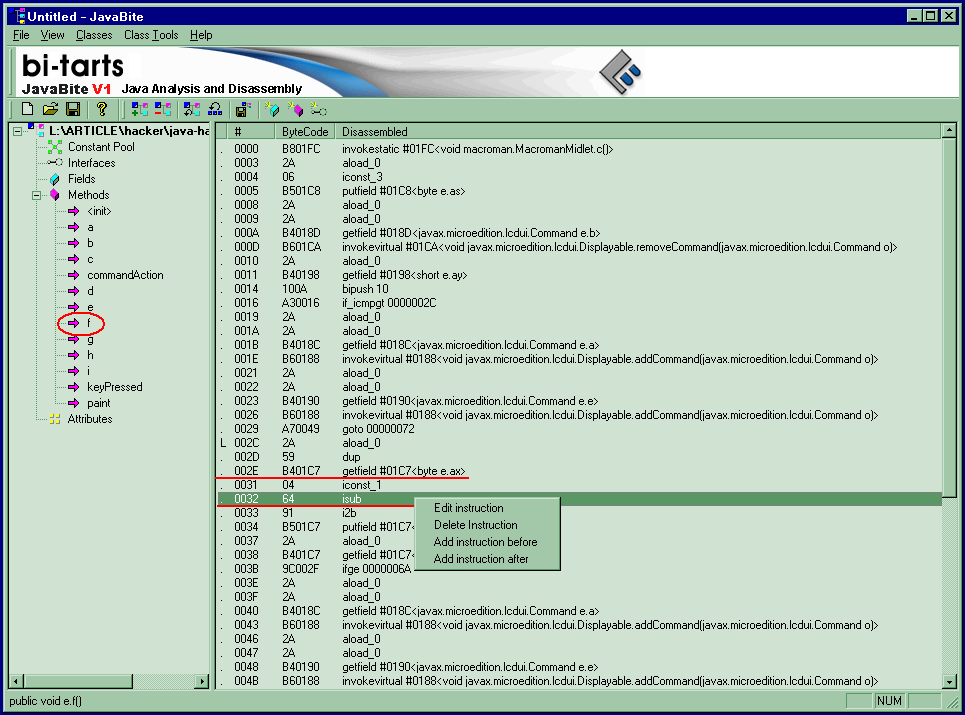 Untitled - JavaBite
File View Classes Class Tools Help
bi-tarts
JavaBite V1 Java Analysis and Disassembly
L:\ARTICLE\hacker\java-ha
Constant Pool
Interfaces
Fields
Methods
<init>
a
b
c
commandAction
d
e
f
g
h
i
keyPressed
paint
Attributes
# ByteCode Disassembled
. 0000 B801FC invokestatic #01FC<void macroman.MacromanMidlet.c()>
. 0003 2A aload_0
. 0004 06 iconst_3
. 0005 B501C8 putfield #01C8<byte e.as>
. 0008 2A aload_0
. 0009 2A aload_0
. 000A B4018D getfield #018D<javax.microedition.lcdui.Command e.b>
. 000D B601CA invokevirtual #01CA<void javax.microedition.lcdui.Displayable.removeCommand(javax.microedition.lcdui.Command o)>
. 0010 2A aload_0
. 0011 B40198 getfield #0198<short e.ay>
. 0014 100A bipush 10
. 0016 A30016 if_icmpgt 0000002C
. 0019 2A aload_0
. 001A 2A aload_0
. 001B B4018C getfield #018C<javax.microedition.lcdui.Command e.a>
. 001E B60188 invokevirtual #0188<void javax.microedition.lcdui.Displayable.addCommand(javax.microedition.lcdui.Command o)>
. 0021 2A aload_0
. 0022 2A aload_0
. 0023 B40190 getfield #0190<javax.microedition.lcdui.Command e.e>
. 0026 B60188 invokevirtual #0188<void javax.microedition.lcdui.Displayable.addCommand(javax.microedition.lcdui.Command o)>
. 0029 A70049 goto 00000072
L 002C 2A aload_0
. 002D 59 dup
. 002E B401C7 getfield #01C7<byte e.ax>
. 0031 04 iconst_1
. 0032 64 isub
. 0033 91 i2b
. 0034 B501C7 putfield #01C7<
. 0037 2A aload_0
. 0038 B401C7 getfield #01C7<
. 003B 9C002F ifge 0000006A
. 003E 2A aload_0
. 003F 2A aload_0
. 0040 B4018C getfield #018C<javax.microedition.lcdui.Command e.a>
. 0043 B60188 invokevirtual #0188<void javax.microedition.lcdui.Displayable.addCommand(javax.microedition.lcdui.Command o)>
. 0046 2A aload_0
. 0047 2A aload_0
. 0048 B40190 getfield #0190<javax.microedition.lcdui.Command e.e>
. 004B B60188 invokevirtual #0188<void javax.microedition.lcdui.Displayable.addCommand(javax.microedition.lcdui.Command o)>
Edit instruction
Delete Instruction
Add instruction before
Add instruction after
public void e.f()
NUM